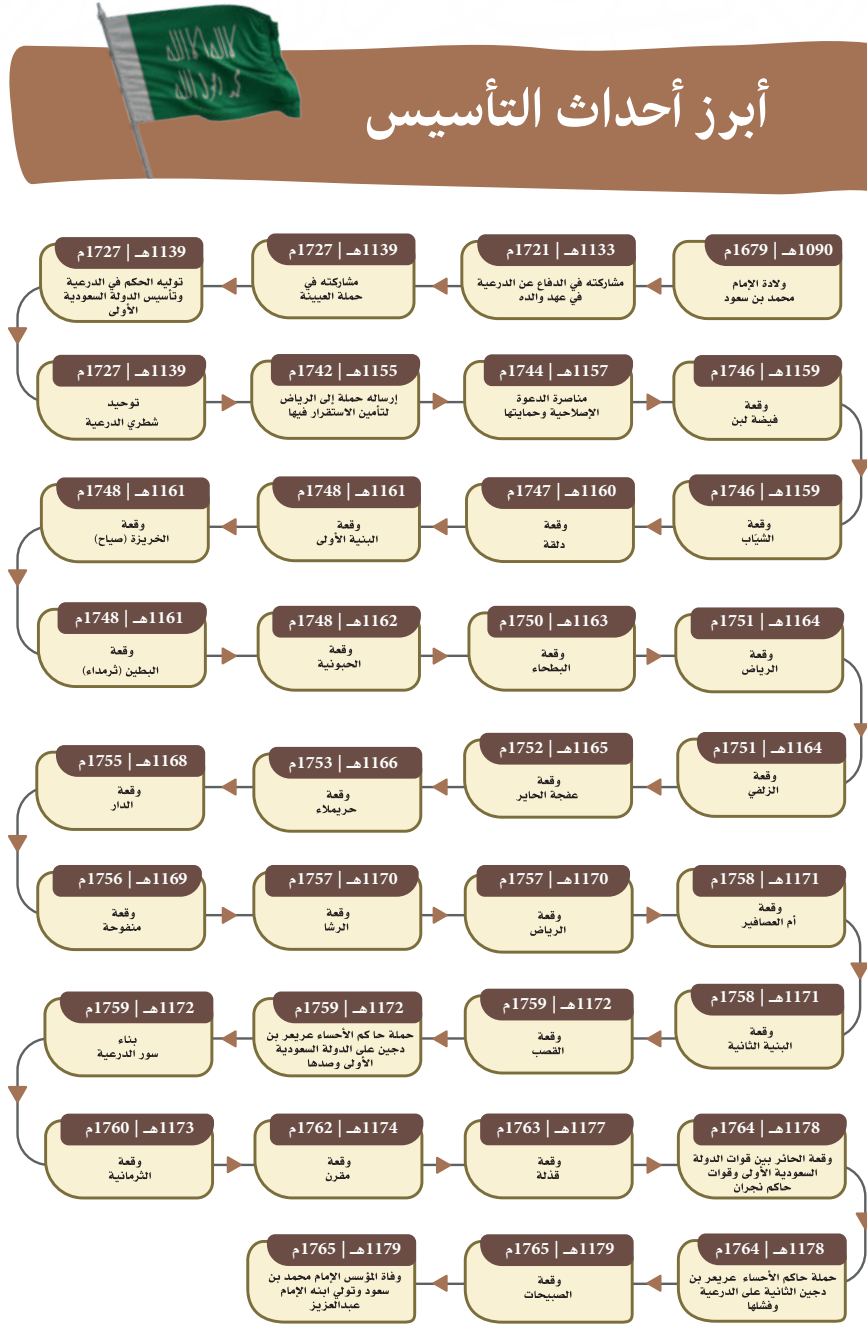 لا إله إلا الله
محمد رسول الله
أبرز أحداث التأسيس
1090هـ | 1679م
ولادة الإمام
محمد بن سعود
1133هـ | 1721م
مشاركته في الدفاع عن الدرعية
في عهد والده
1139هـ | 1727م
مشاركته في
حملة العيينة
1139هـ | 1727م
توليه الحكم في الدرعية
وتأسيس الدولة السعودية
الأولى
1139هـ | 1727م
توحيد
شطري الدرعية
1155هـ | 1742م
إرساله حملة إلى الرياض
لتأمين الاستقرار فيها
1157هـ | 1744م
مناصرة الدعوة
الإصلاحية وحمايتها
1159هـ | 1746م
وقعة
فيضة لبن
1159هـ | 1746م
وقعة
الشيّاب
1160هـ | 1747م
وقعة
دلقة
1161هـ | 1748م
وقعة
البنية الأولى
1161هـ | 1748م
وقعة
الخريزة (صياح)
1161هـ | 1748م
وقعة
البطين (ثرمداء)
1162هـ | 1748م
وقعة
الحبونية
1163هـ | 1750م
وقعة
البطحاء
1164هـ | 1751م
وقعة
الرياض
1164هـ | 1751م
وقعة
الزلفي
1165هـ | 1752م
وقعة
عفجة الحاير
1166هـ | 1753م
وقعة
حريملاء
1168هـ | 1755م
وقعة
الدار
1169هـ | 1756م
وقعة
منفوحة
1170هـ | 1757م
وقعة
الرشا
1170هـ | 1757م
وقعة
الرياض
1171هـ | 1758م
وقعة
أم العصافير
1171هـ | 1758م
وقعة
البنية الثانية
1172هـ | 1759م
وقعة
القصب
1172هـ | 1759م
حملة حاكم الأحساء عريعر بن
دجين على الدولة السعودية
الأولى وصدها
1172هـ | 1759م
بناء
سور الدرعية
1173هـ | 1760م
وقعة
الثرمانية
1174هـ | 1762م
وقعة
مقرن
1177هـ | 1763م
وقعة
قذلة
1178هـ | 1764م
وقعة الحائر بين قوات الدولة
السعودية الأولى وقوات
حاكم نجران
1178هـ | 1764م
حملة حاكم الأحساء عريعر بن
دجين الثانية على الدرعية
وفشلها
1179هـ | 1765م
وقعة
الصبيحات
1179هـ | 1765م
وفاة المؤسس الإمام محمد بن
سعود وتولي ابنه الإمام
عبدالعزيز